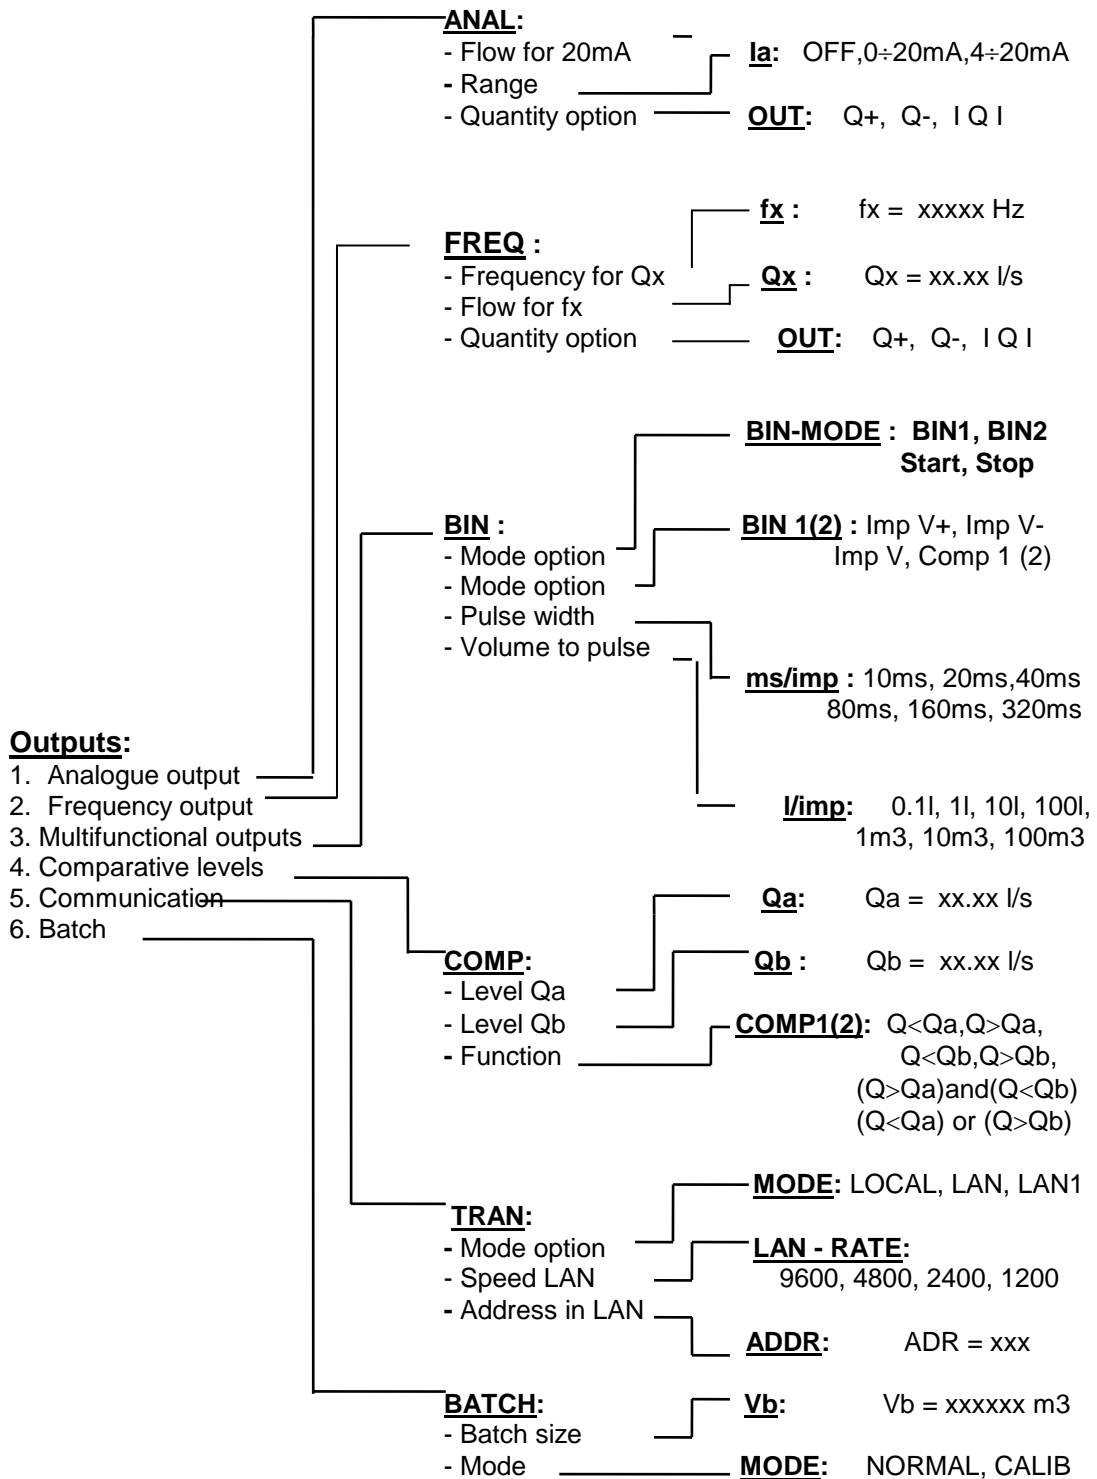 ANAL:
- Flow for 20mA
- Range
- Quantity option
Ia: OFF,0÷20mA,4÷20mA
OUT: Q+, Q-, I Q I
FREQ :
- Frequency for Qx
- Flow for fx
- Quantity option
fx : fx = xxxxx Hz
Qx : Qx = xx.xx l/s
OUT: Q+, Q-, I Q I
BIN :
- Mode option
- Mode option
- Pulse width
- Volume to pulse
BIN-MODE : BIN1, BIN2
Start, Stop
BIN 1(2) : Imp V+, Imp V-
Imp V, Comp 1 (2)
ms/imp : 10ms, 20ms,40ms
80ms, 160ms, 320ms
l/imp: 0.1l, 1l, 10l, 100l,
1m3, 10m3, 100m3
Outputs:
1. Analogue output
2. Frequency output
3. Multifunctional outputs
4. Comparative levels
5. Communication
6. Batch
COMP:
- Level Qa
- Level Qb
- Function
Qa: Qa = xx.xx l/s
Qb : Qb = xx.xx l/s
COMP1(2): Q<Qa,Q>Qa,
Q<Qb,Q>Qb,
(Q>Qa)and(Q<Qb)
(Q<Qa) or (Q>Qb)
TRAN:
- Mode option
- Speed LAN
- Address in LAN
MODE: LOCAL, LAN, LAN1
LAN - RATE:
9600, 4800, 2400, 1200
ADDR: ADR = xxx
BATCH:
- Batch size
- Mode
Vb: Vb = xxxxxx m3
MODE: NORMAL, CALIB